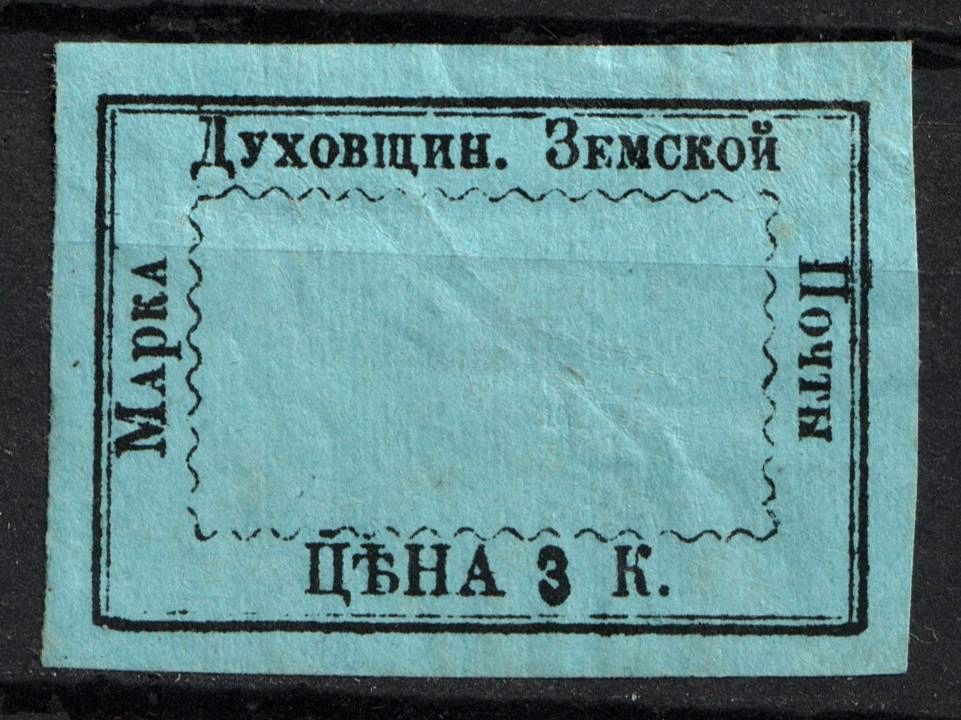 Марка
Духовщин. Земской
Почты
ЦѢНА 3 К.